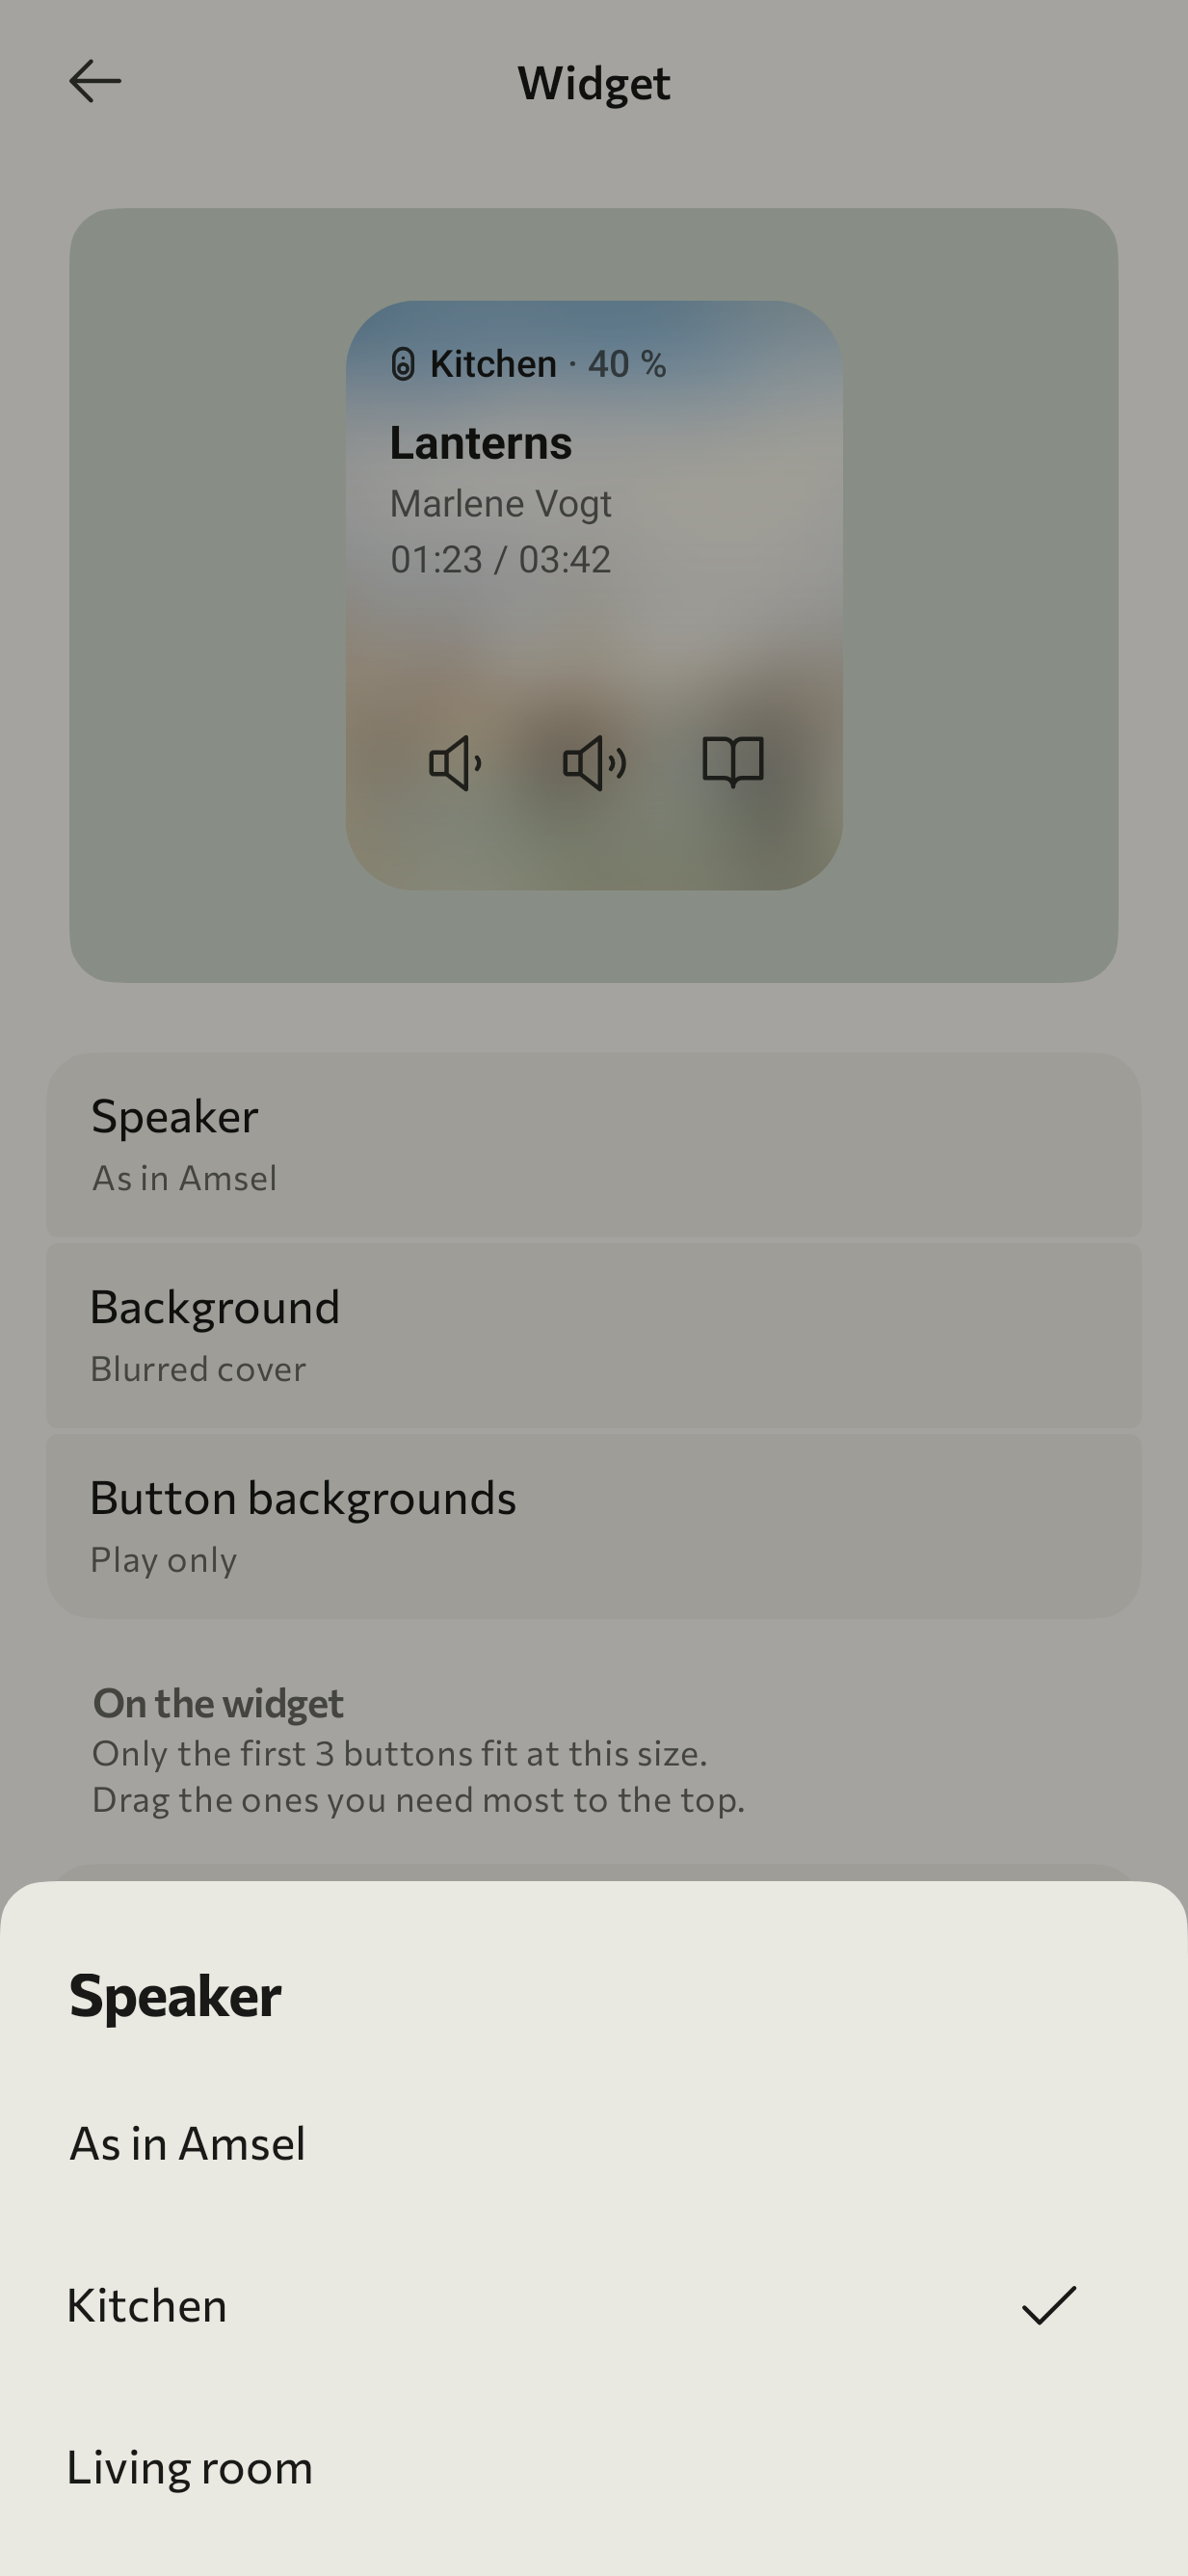 Widget
Kitchen · 40 %
Lanterns
Marlene Vogt
01:23 / 03:42
Speaker
As in Amsel
Background
Blurred cover
Button backgrounds
Play only
On the widget
Only the first 3 buttons fit at this size.
Drag the ones you need most to the top.
Speaker
As in Amsel
Kitchen
Living room